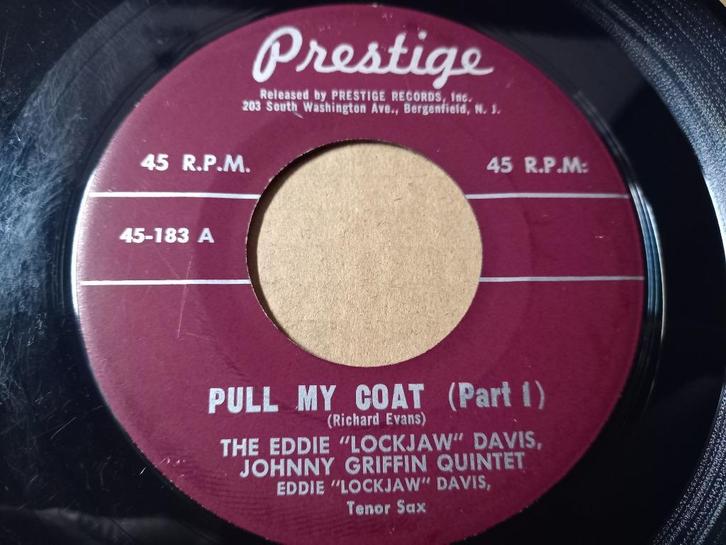 Prestige
Released by PRESTIGE RECORDS, Inc.
203 South Washington Ave., Bergenfield, N. J.
45 R.P.M. 45 R.P.M.
45-183 A
PULL MY COAT (Part 1)
(Richard Evans)
THE EDDIE "LOCKJAW" DAVIS,
JOHNNY GRIFFIN QUINTET
EDDIE "LOCKJAW" DAVIS,
Tenor Sax